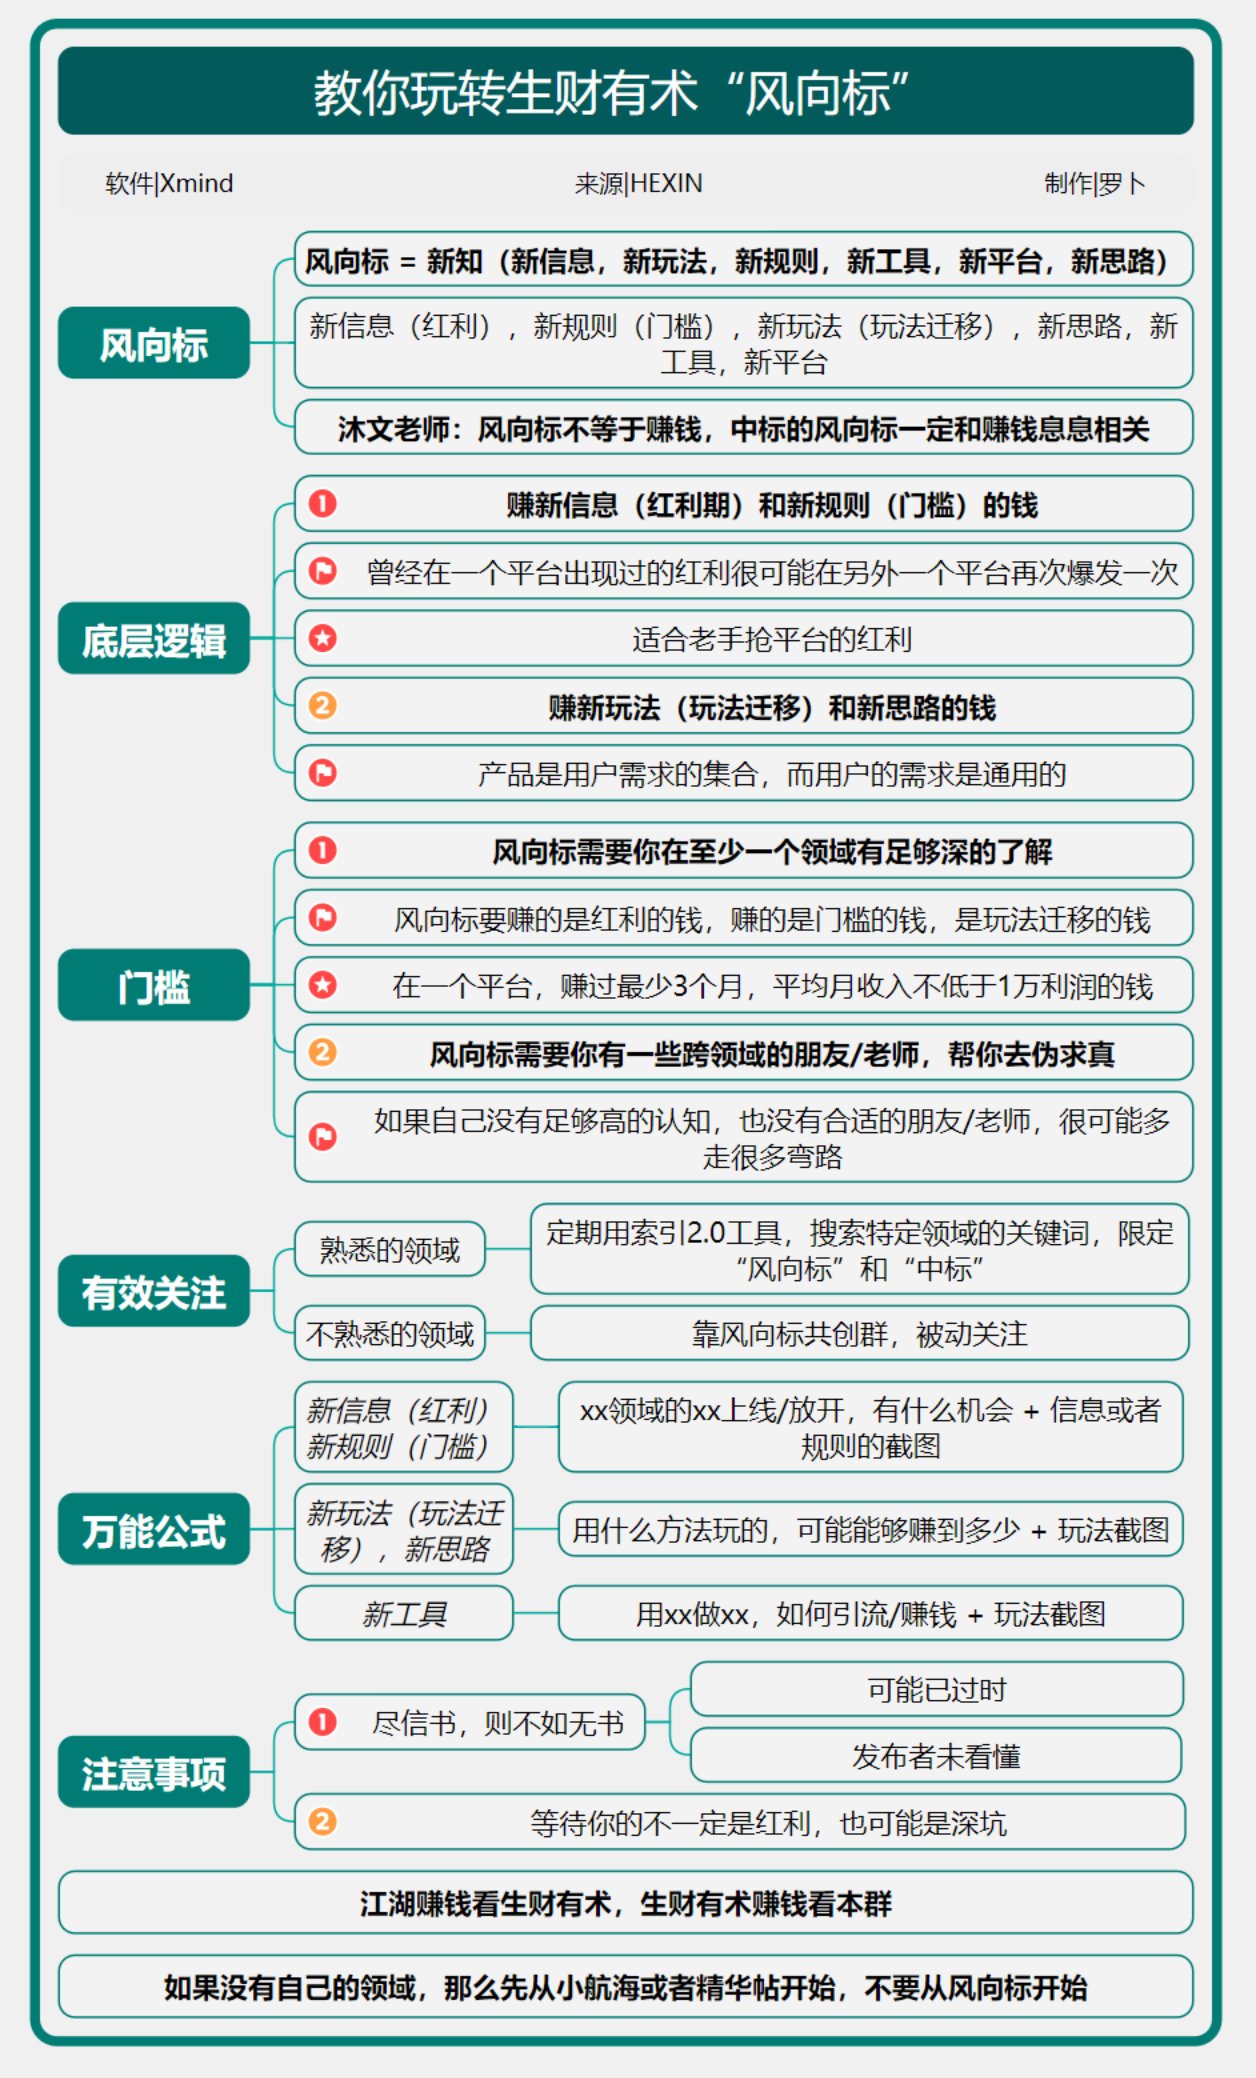 教你玩转生财有术“风向标”
软件|Xmind
来源|HEXIN
制作|罗卜
风向标
风向标 = 新知（新信息，新玩法，新规则，新工具，新平台，新思路）
新信息（红利），新规则（门槛），新玩法（玩法迁移），新思路，新
工具，新平台
沐文老师：风向标不等于赚钱，中标的风向标一定和赚钱息息相关
底层逻辑
1 赚新信息（红利期）和新规则（门槛）的钱
曾经在一个平台出现过的红利很可能在另外一个平台再次爆发一次
适合老手抢平台的红利
2 赚新玩法（玩法迁移）和新思路的钱
产品是用户需求的集合，而用户的需求是通用的
门槛
1 风向标需要你在至少一个领域有足够深的了解
风向标要赚的是红利的钱，赚的是门槛的钱，是玩法迁移的钱
在一个平台，赚过最少3个月，平均月收入不低于1万利润的钱
2 风向标需要你有一些跨领域的朋友/老师，帮你去伪求真
如果自己没有足够高的认知，也没有合适的朋友/老师，很可能多
走很多弯路
有效关注
熟悉的领域
定期用索引2.0工具，搜索特定领域的关键词，限定
“风向标”和“中标”
不熟悉的领域
靠风向标共创群，被动关注
万能公式
新信息（红利）
新规则（门槛）
xx领域的xx上线/放开，有什么机会 + 信息或者
规则的截图
新玩法（玩法迁
移），新思路
用什么方法玩的，可能能够赚到多少 + 玩法截图
新工具
用xx做xx，如何引流/赚钱 + 玩法截图
注意事项
1 尽信书，则不如无书
可能已过时
发布者未看懂
2 等待你的不一定是红利，也可能是深坑
江湖赚钱看生财有术，生财有术赚钱看本群
如果没有自己的领域，那么先从小航海或者精华帖开始，不要从风向标开始